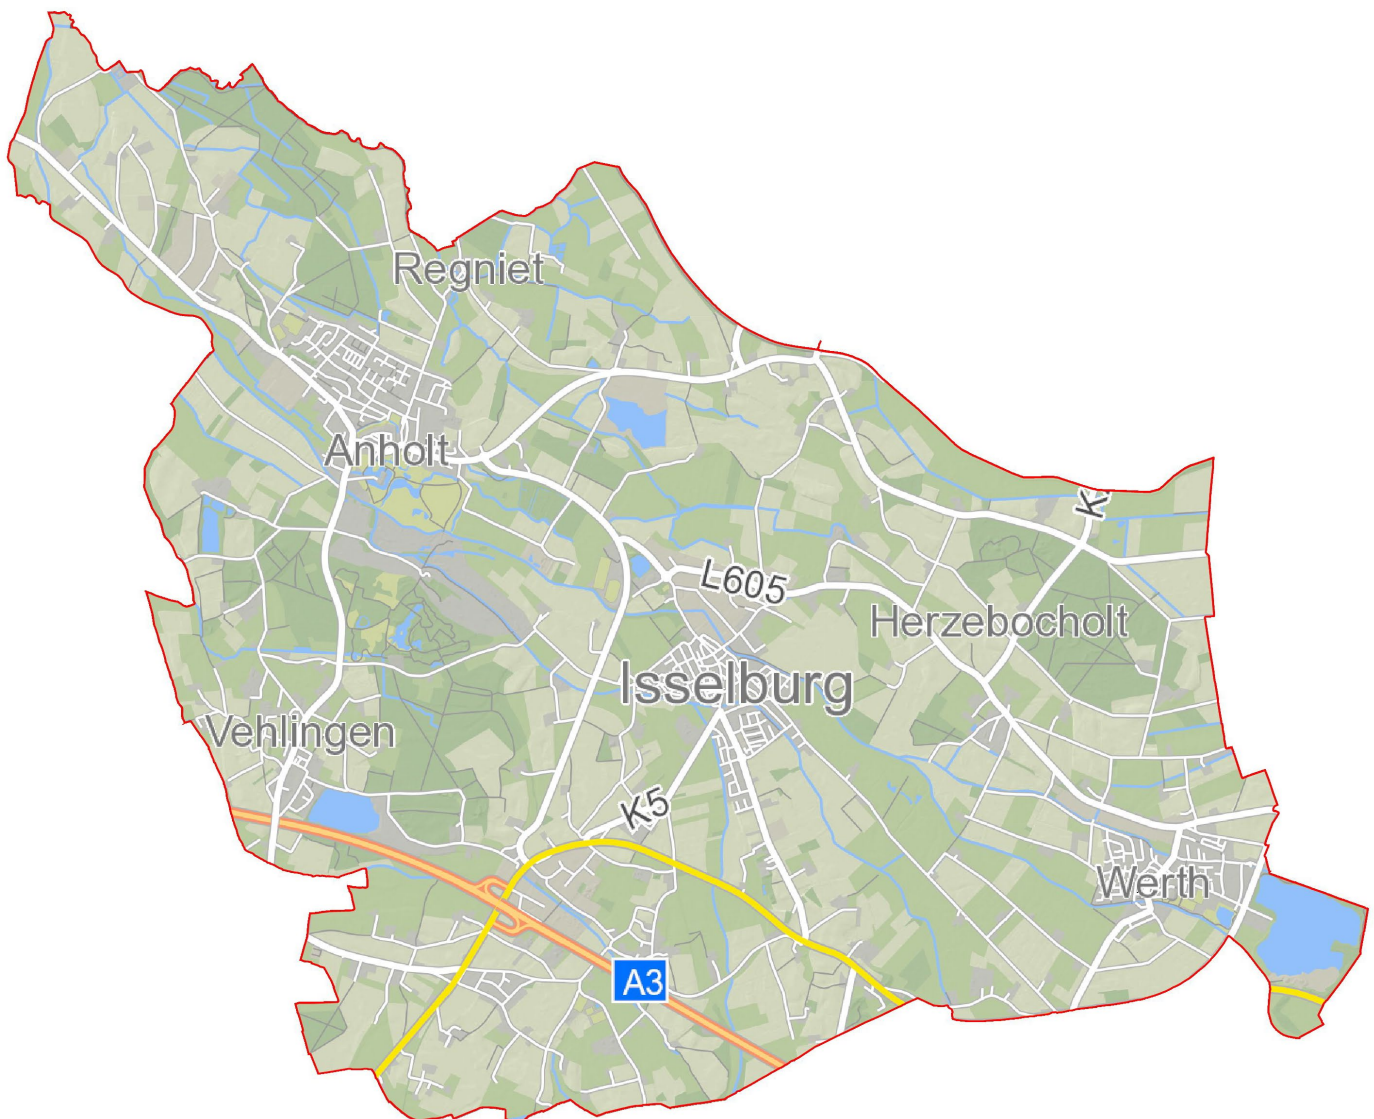 Regniet
Anholt
L605
Herzebocholt
Isselburg
Vehlingen
K5
Werth
A3